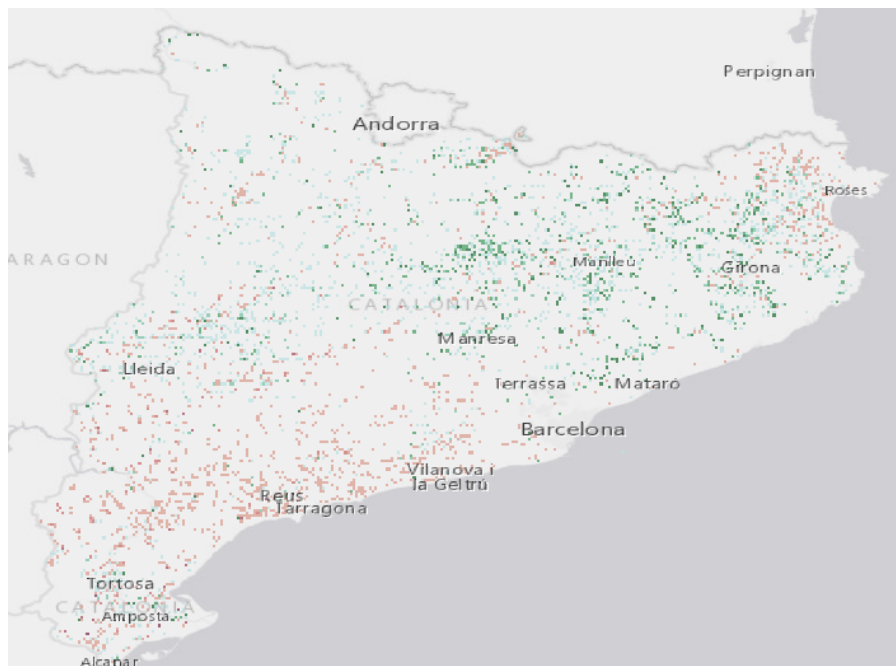 Perpignan
Andorra
Roses
ARAGON
Manlleu
Girona
CATALONIA
Manresa
Lleida
Terrassa
Mataró
Barcelona
Vilanova i
la Geltrú
Reus
Tarragona
Tortosa
CATALONIA
Amposta
Alcanar